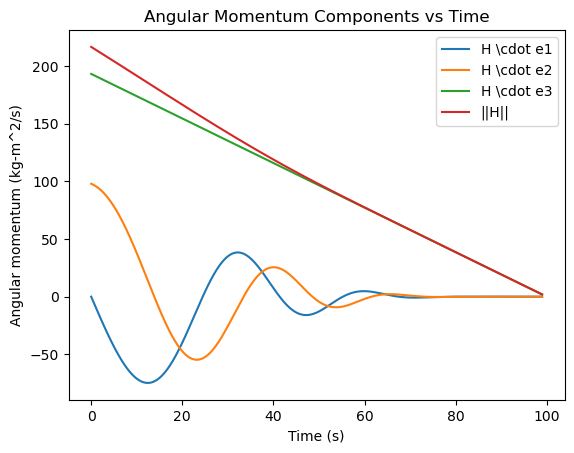 Angular Momentum Components vs Time
H \cdot e1
H \cdot e2
H \cdot e3
||H||
Angular momentum (kg-m^2/s)
200
150
100
50
0
−50
0 20 40 60 80 100
Time (s)